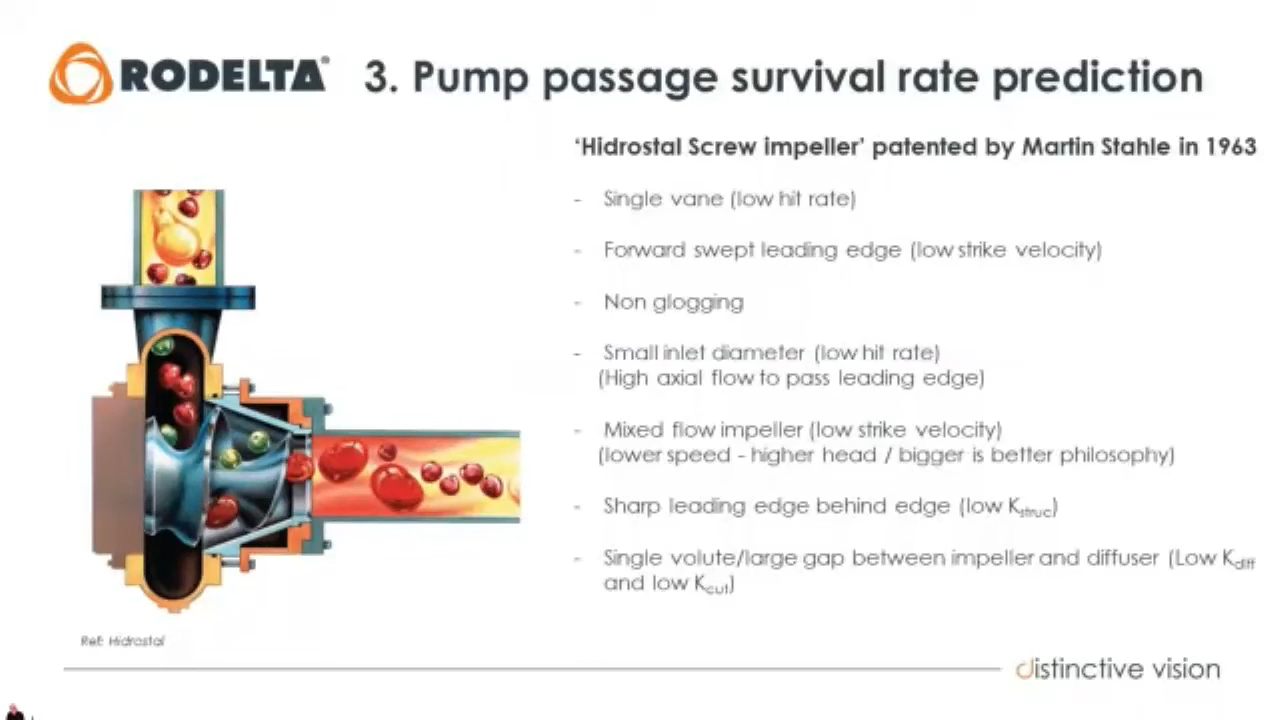 RODELTA®
3. Pump passage survival rate prediction
‘Hidrostal Screw impeller’ patented by Martin Stahle in 1963
- Single vane (low hit rate)
- Forward swept leading edge (low strike velocity)
- Non glogging
- Small inlet diameter (low hit rate)
(High axial flow to pass leading edge)
- Mixed flow impeller (low strike velocity)
(lower speed - higher head / bigger is better philosophy)
- Sharp leading edge behind edge (low Kstruc)
- Single volute/large gap between impeller and diffuser (Low Kdiff
and low Kcut)
Ref: Hidrostal
distinctive vision